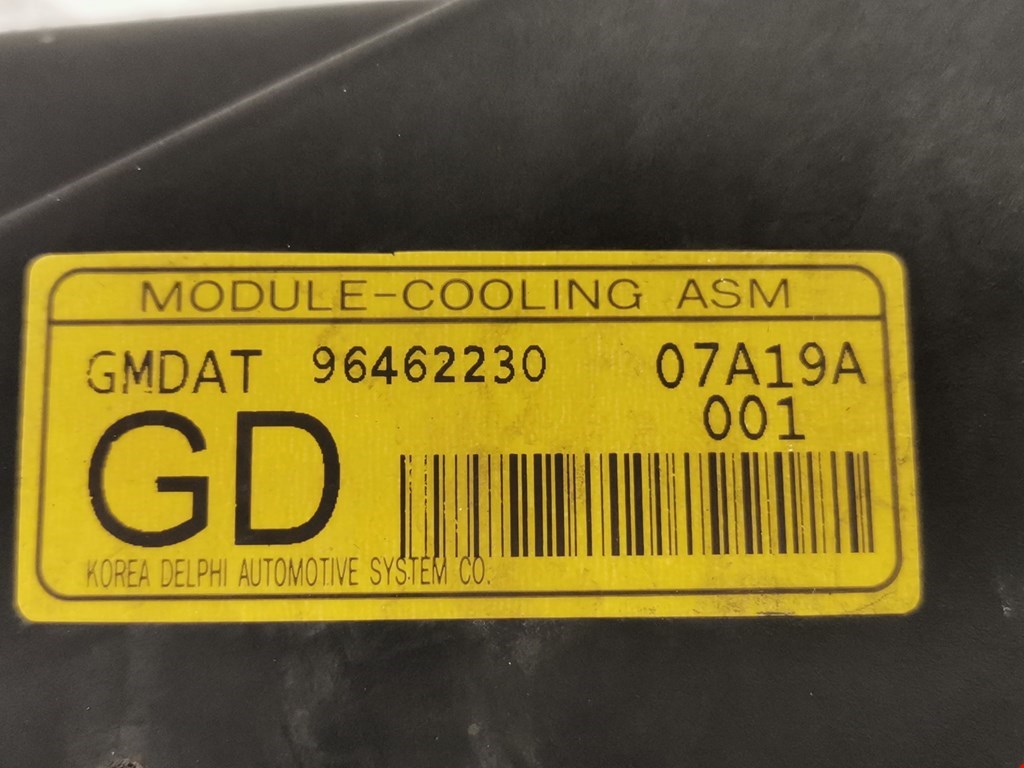 MODULE-COOLING ASM
GMDAT 96462230 07A19A
001
GD
KOREA DELPHI AUTOMOTIVE SYSTEM CO.